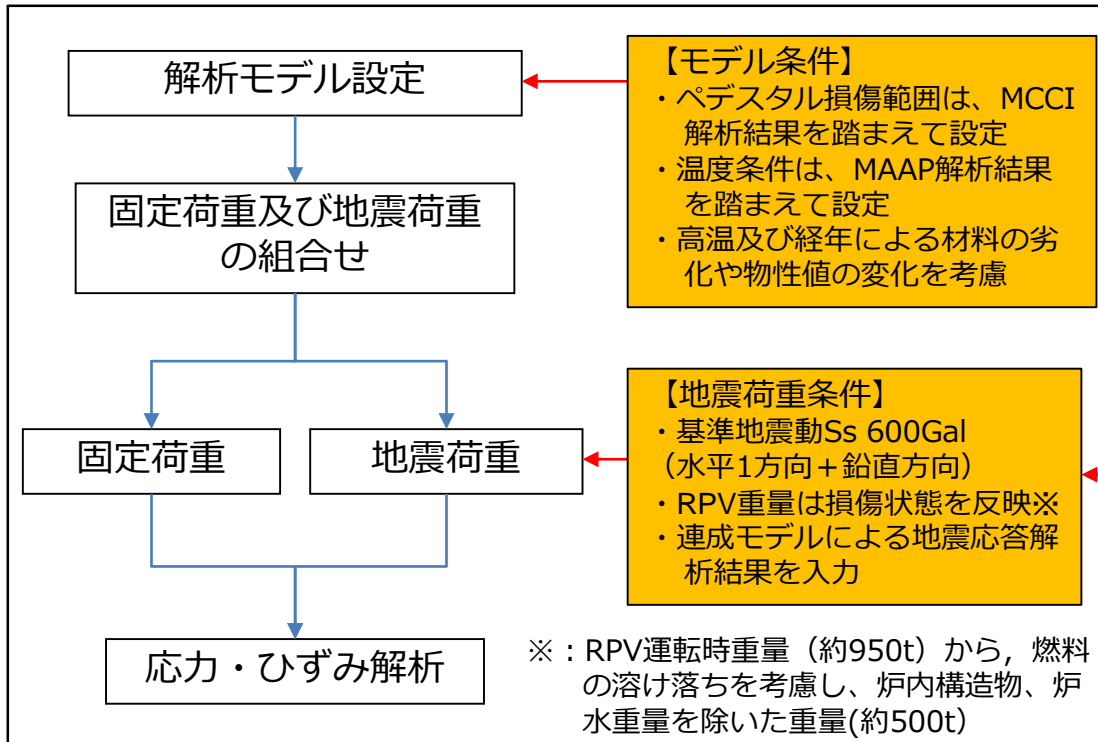 解析モデル設定
固定荷重及び地震荷重
の組合せ
固定荷重
地震荷重
応力・ひずみ解析
【モデル条件】
・ペデスタル損傷範囲は、MCCI
解析結果を踏まえて設定
・温度条件は、MAAP解析結果
を踏まえて設定
・高温及び経年による材料の劣
化や物性値の変化を考慮
【地震荷重条件】
・基準地震動Ss 600Gal
（水平1方向＋鉛直方向）
・RPV重量は損傷状態を反映※
・連成モデルによる地震応答解
析結果を入力
※：RPV運転時重量（約950t）から，燃料
の溶け落ちを考慮し、炉内構造物、炉
水重量を除いた重量(約500t）